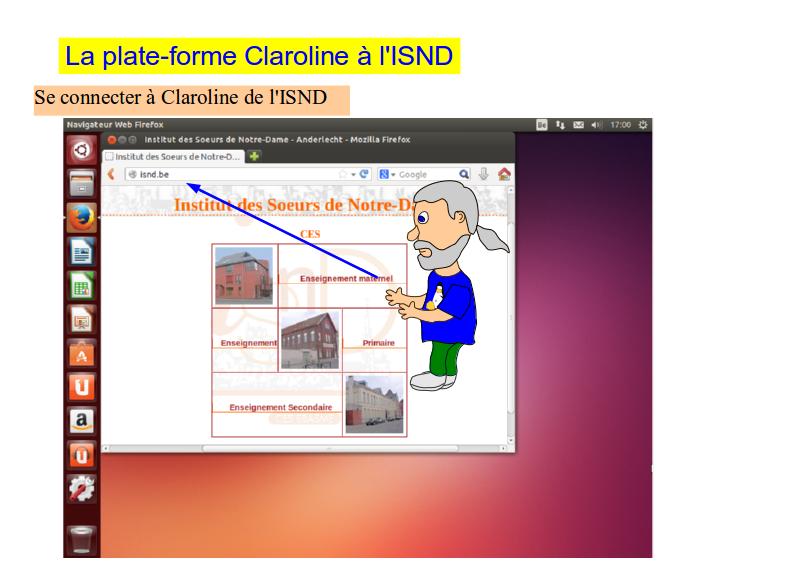 La plate-forme Claroline à l'ISND
Se connecter à Claroline de l'ISND
Navigateur Web Firefox
Be
17:00
Institut des Soeurs de Notre-Dame - Anderlecht - Mozilla Firefox
Institut des Soeurs de Notre-D...
isnd.be
Google
Institut des Soeurs de Notre-D
CES
Enseignement maternel
Enseignement
Primaire
Enseignement Secondaire